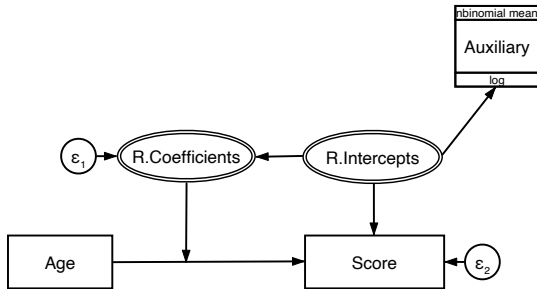 nbinomial mean
Auxiliary
log
ε1
R.Coefficients
R.Intercepts
Age
Score
ε2